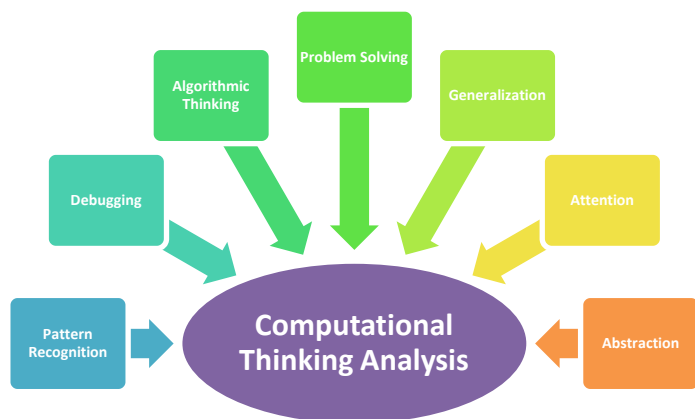 Problem Solving
Algorithmic
Thinking
Generalization
Debugging
Attention
Pattern
Recognition
Computational
Thinking Analysis
Abstraction